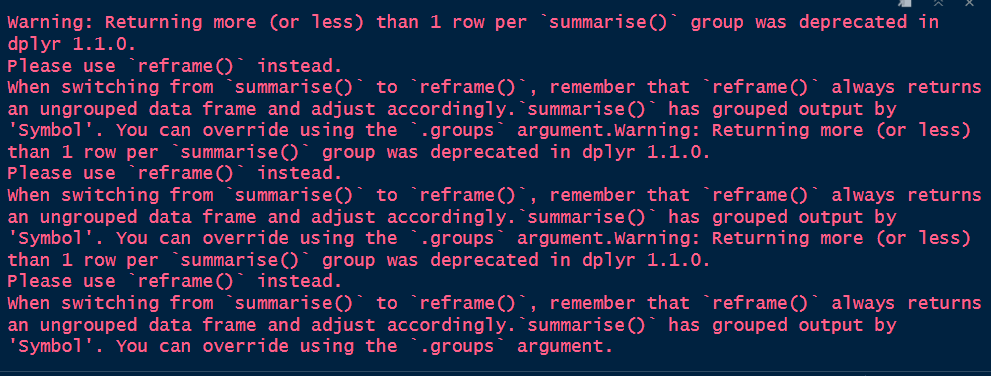 Warning: Returning more (or less) than 1 row per `summarise()` group was deprecated in
dplyr 1.1.0.
Please use `reframe()` instead.
When switching from `summarise()` to `reframe()`, remember that `reframe()` always returns
an ungrouped data frame and adjust accordingly.`summarise()` has grouped output by
'Symbol'. You can override using the `.groups` argument.Warning: Returning more (or less)
than 1 row per `summarise()` group was deprecated in dplyr 1.1.0.
Please use `reframe()` instead.
When switching from `summarise()` to `reframe()`, remember that `reframe()` always returns
an ungrouped data frame and adjust accordingly.`summarise()` has grouped output by
'Symbol'. You can override using the `.groups` argument.Warning: Returning more (or less)
than 1 row per `summarise()` group was deprecated in dplyr 1.1.0.
Please use `reframe()` instead.
When switching from `summarise()` to `reframe()`, remember that `reframe()` always returns
an ungrouped data frame and adjust accordingly.`summarise()` has grouped output by
'Symbol'. You can override using the `.groups` argument.